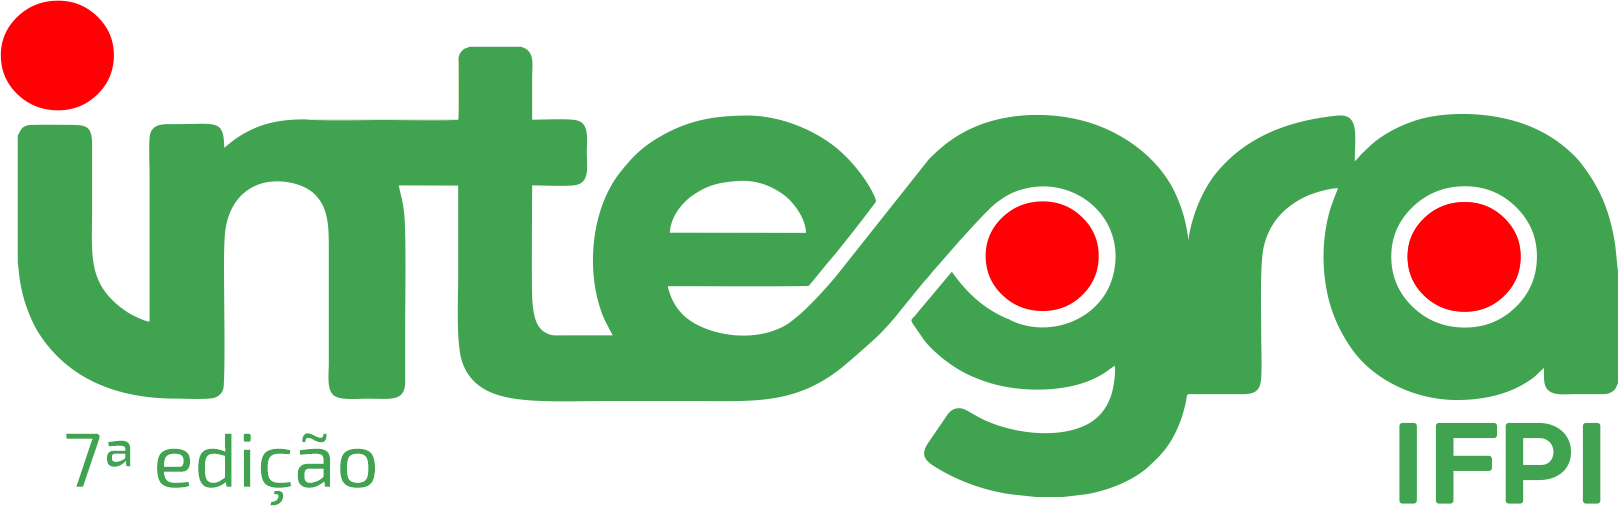 integra
7ª edição
IFPI